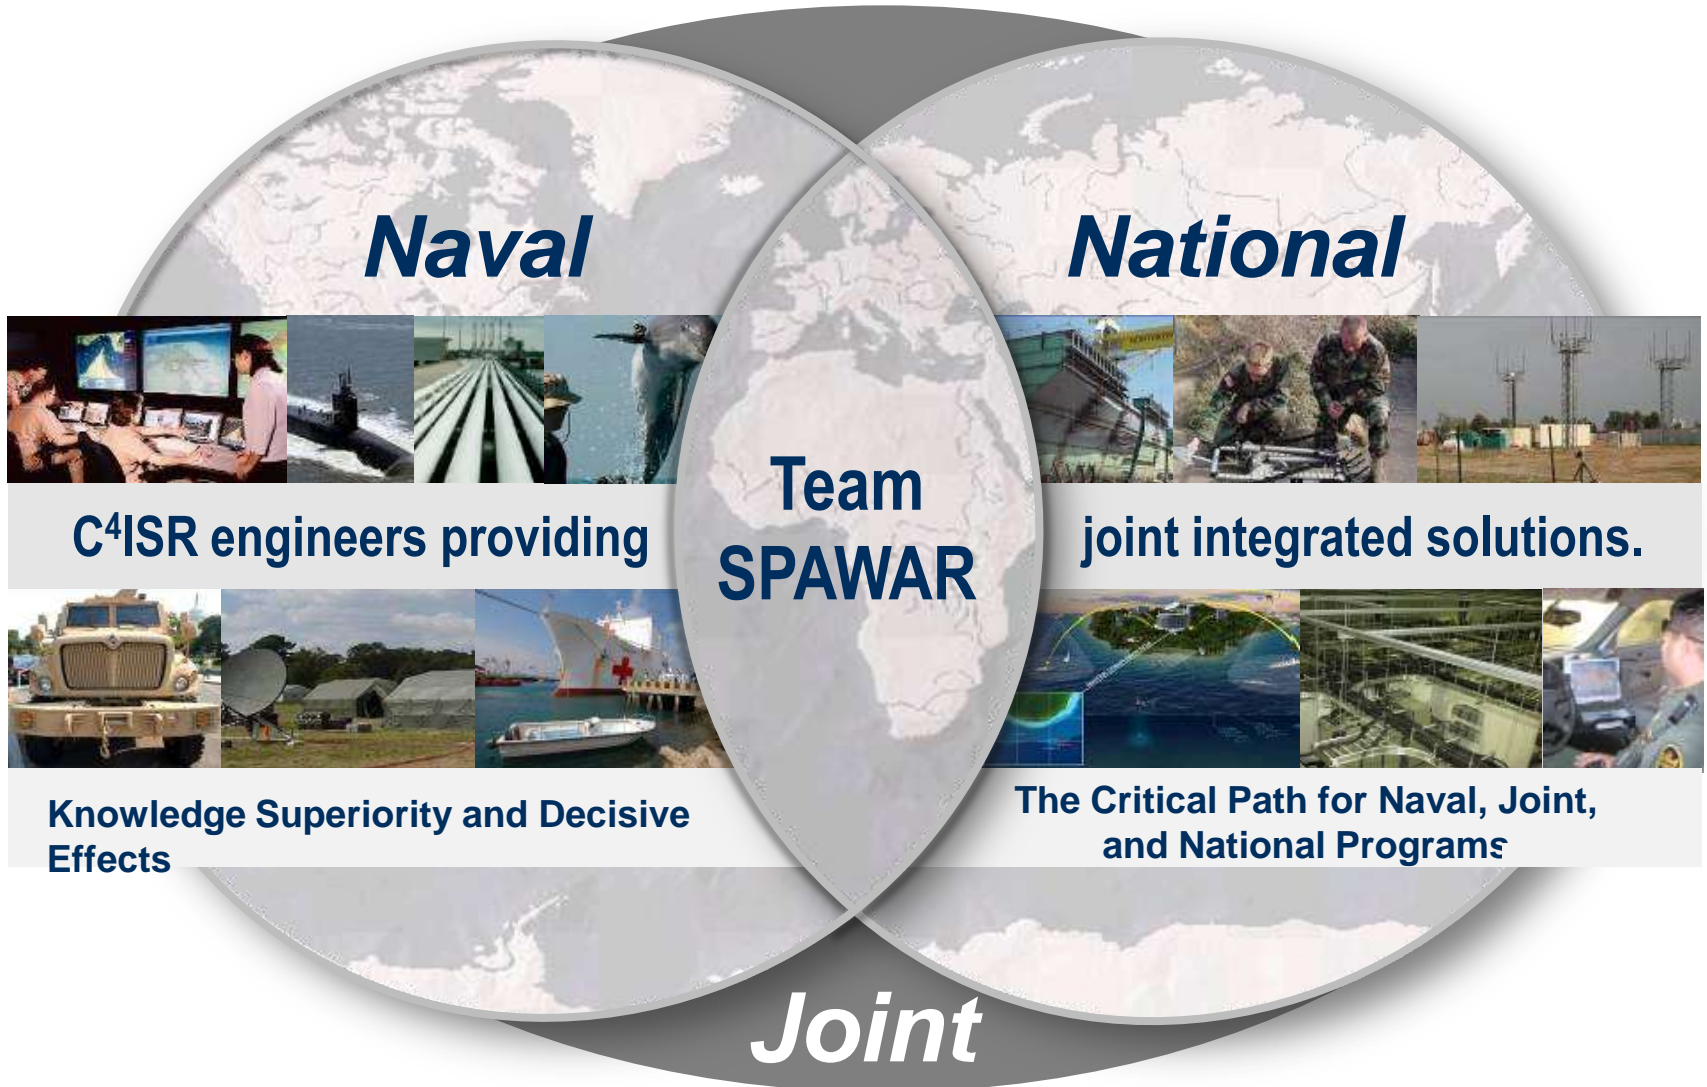 Naval
National
Team
SPAWAR
C⁴ISR engineers providing
joint integrated solutions.
Knowledge Superiority and Decisive
Effects
The Critical Path for Naval, Joint,
and National Programs
Joint